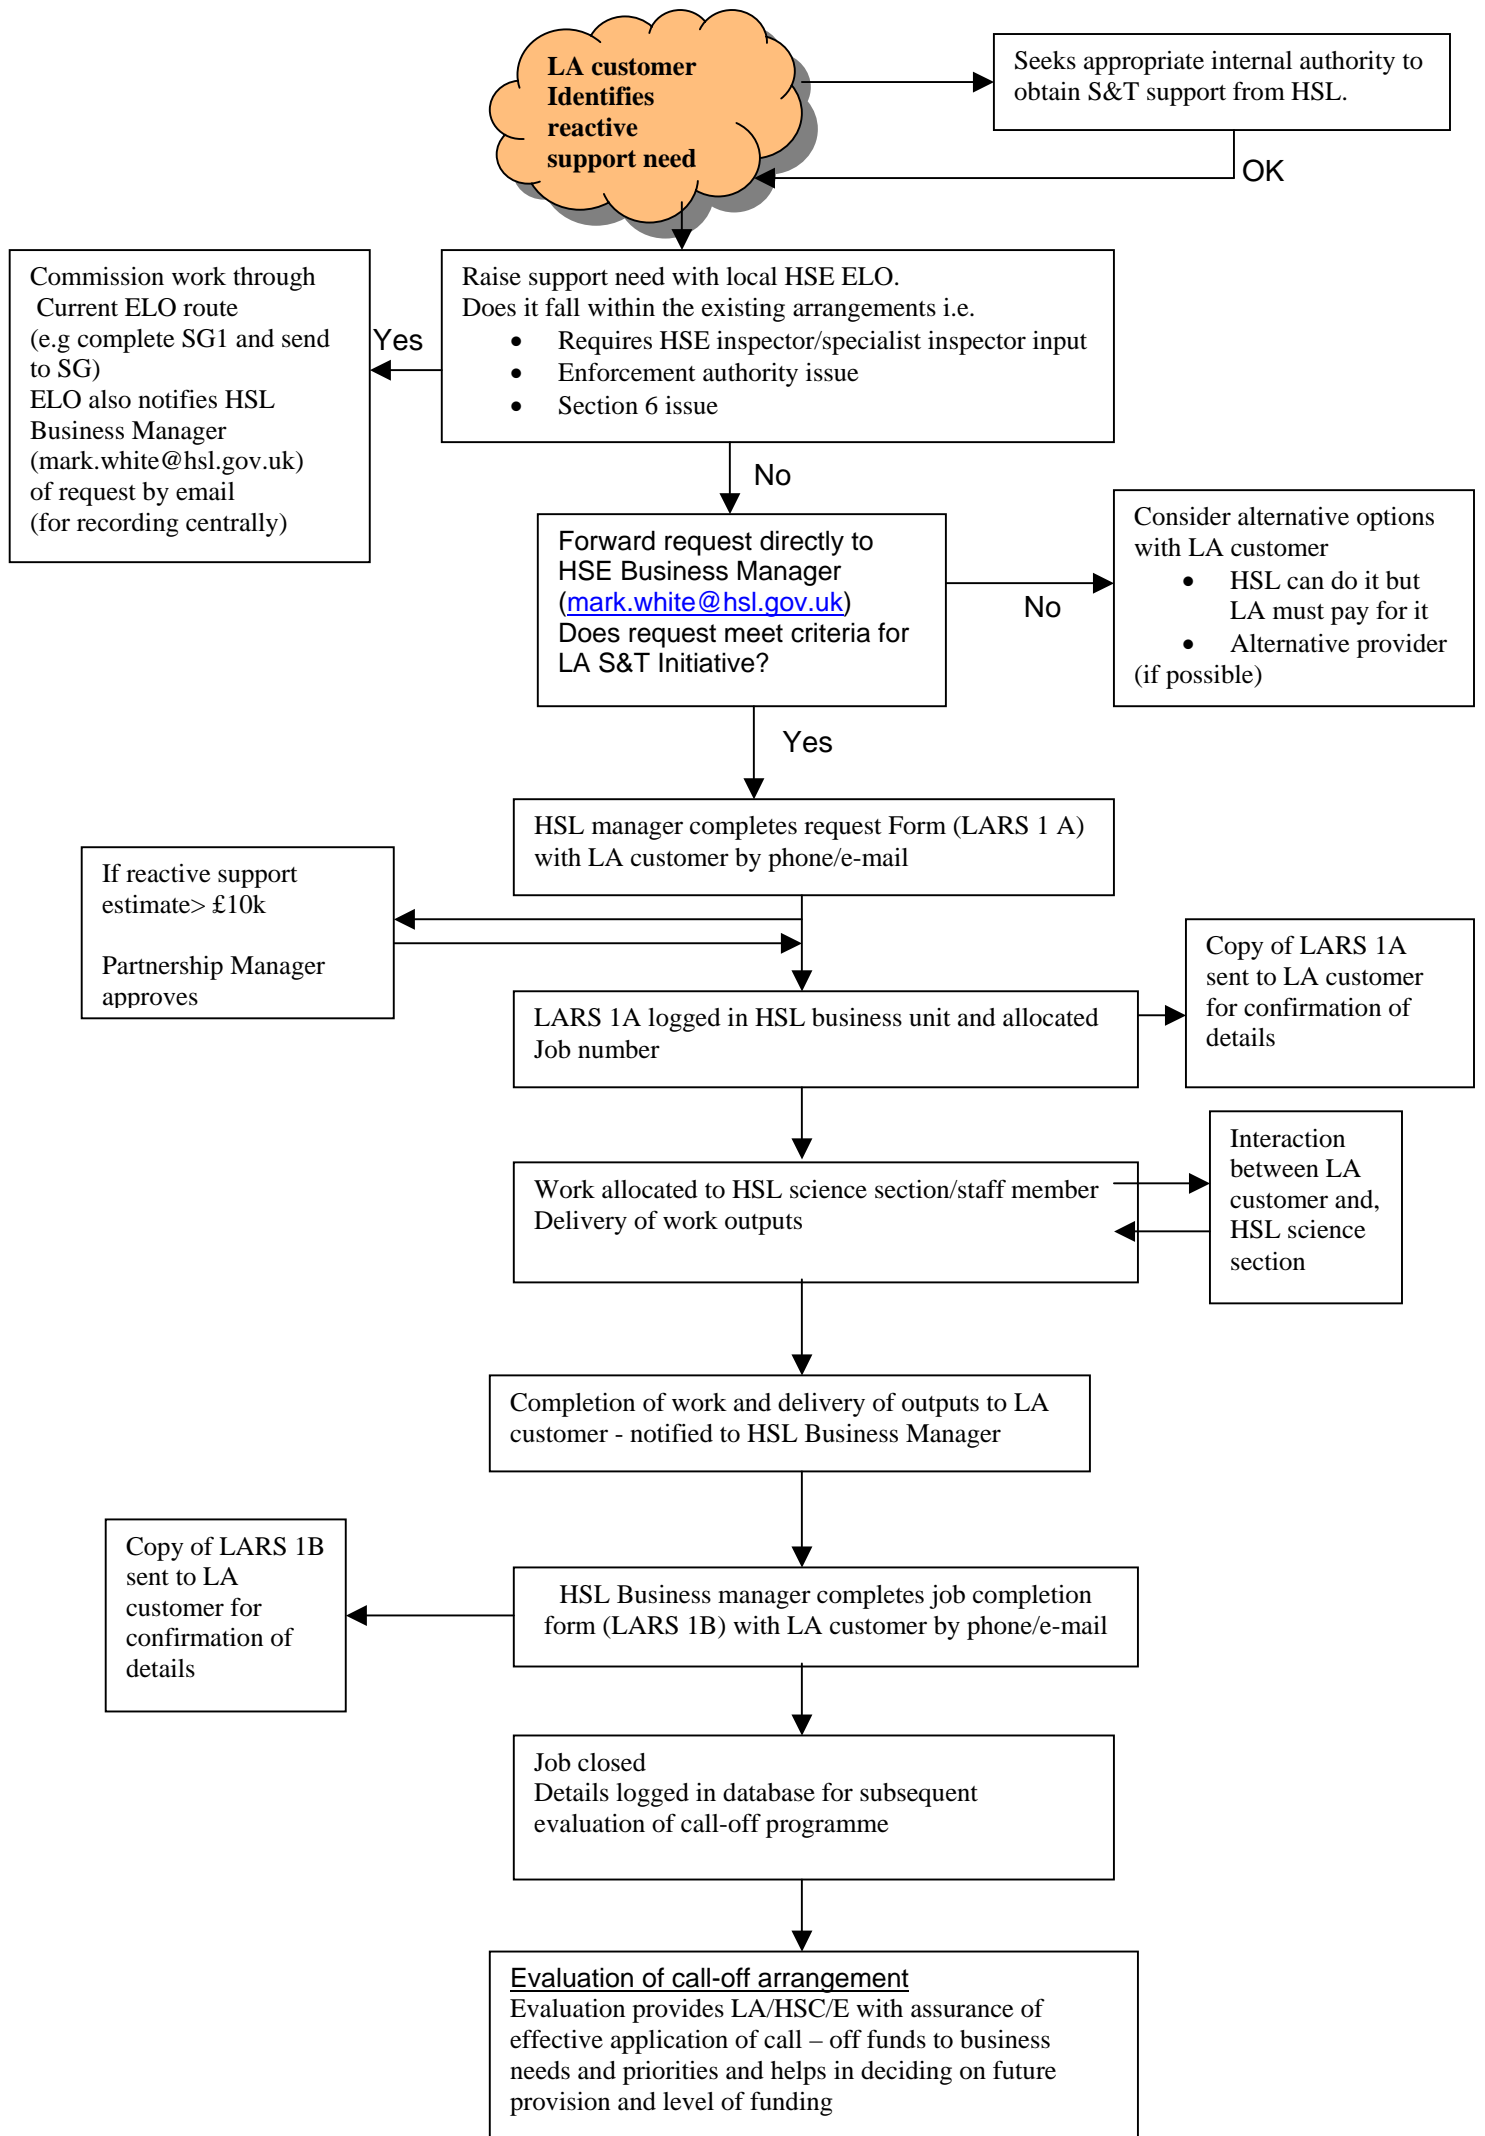 LA customer
Identifies
reactive
support need
Seeks appropriate internal authority to
obtain S&T support from HSL.
OK
Raise support need with local HSE ELO.
Does it fall within the existing arrangements i.e.
• Requires HSE inspector/specialist inspector input
• Enforcement authority issue
• Section 6 issue
Yes
Commission work through
Current ELO route
(e.g complete SG1 and send
to SG)
ELO also notifies HSL
Business Manager
(mark.white@hsl.gov.uk)
of request by email
(for recording centrally)
No
Forward request directly to
HSE Business Manager
(mark.white@hsl.gov.uk)
Does request meet criteria for
LA S&T Initiative?
No
Consider alternative options
with LA customer
• HSL can do it but
LA must pay for it
• Alternative provider
(if possible)
Yes
HSL manager completes request Form (LARS 1 A)
with LA customer by phone/e-mail
If reactive support
estimate> £10k
Partnership Manager
approves
LARS 1A logged in HSL business unit and allocated
Job number
Copy of LARS 1A
sent to LA customer
for confirmation of
details
Work allocated to HSL science section/staff member
Delivery of work outputs
Interaction
between LA
customer and,
HSL science
section
Completion of work and delivery of outputs to LA
customer - notified to HSL Business Manager
HSL Business manager completes job completion
form (LARS 1B) with LA customer by phone/e-mail
Copy of LARS 1B
sent to LA
customer for
confirmation of
details
Job closed
Details logged in database for subsequent
evaluation of call-off programme
Evaluation of call-off arrangement
Evaluation provides LA/HSC/E with assurance of
effective application of call – off funds to business
needs and priorities and helps in deciding on future
provision and level of funding